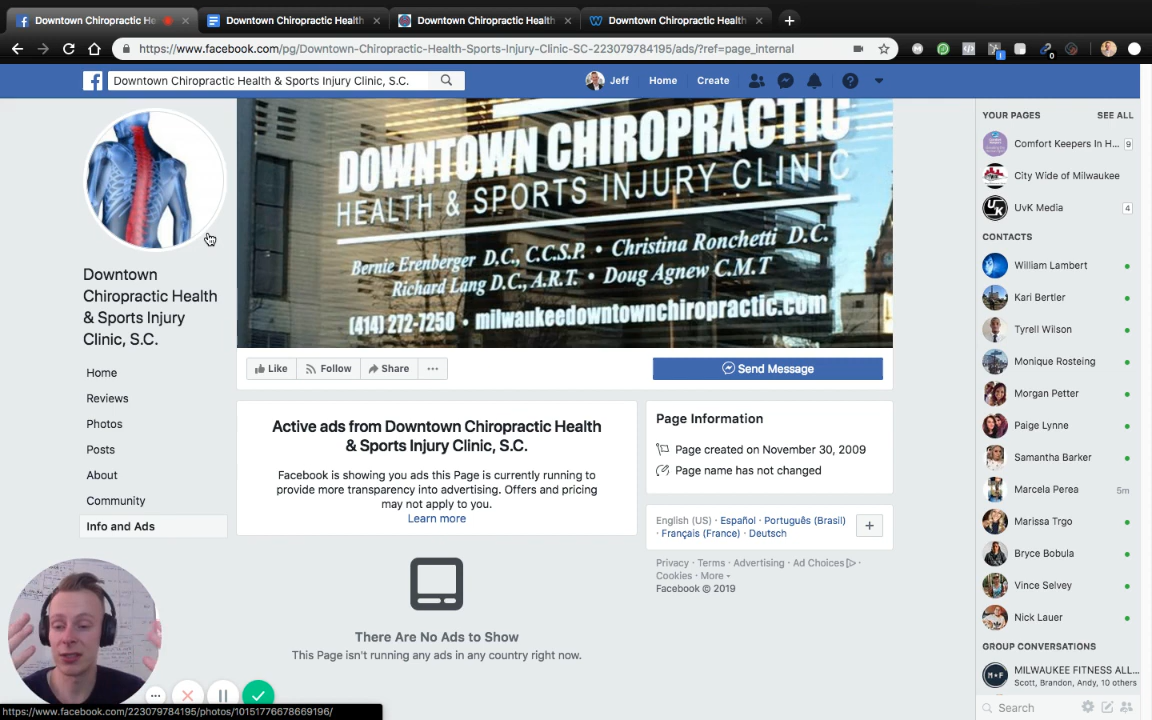 Downtown Chiropractic He
Downtown Chiropractic Health
Downtown Chiropractic Health
Downtown Chiropractic Health
https://www.facebook.com/pg/Downtown-Chiropractic-Health-Sports-Injury-Clinic-SC-223079784195/ads/?ref=page_internal
Downtown Chiropractic Health & Sports Injury Clinic, S.C.
Jeff
Home
Create
DOWNTOWN CHIROPRACTIC
HEALTH & SPORTS INJURY CLINIC
Bernie Erenberger D.C., C.C.S.P. • Christina Ronchetti D.C.
Richard Lang D.C., A.R.T. • Doug Agnew C.M.T
(414) 272-7250 • milwaukeedowntownchiropractic.com
Downtown
Chiropractic Health
& Sports Injury
Clinic, S.C.
Home
Reviews
Photos
Posts
About
Community
Info and Ads
Like
Follow
Share
Send Message
Active ads from Downtown Chiropractic Health
& Sports Injury Clinic, S.C.
Facebook is showing you ads this Page is currently running to
provide more transparency into advertising. Offers and pricing
may not apply to you.
Learn more
There Are No Ads to Show
This Page isn't running any ads in any country right now.
Page Information
Page created on November 30, 2009
Page name has not changed
English (US) · Español · Português (Brasil)
· Français (France) · Deutsch
Privacy · Terms · Advertising · Ad Choices ·
Cookies · More
Facebook © 2019
YOUR PAGES
SEE ALL
Comfort Keepers In H... 9
City Wide of Milwaukee
UvK Media 4
CONTACTS
William Lambert
Kari Bertler
Tyrell Wilson
Monique Rosteing
Morgan Petter
Paige Lynne
Samantha Barker
Marcela Perea 5m
Marissa Trgo
Bryce Bobula
Vince Selvey
Nick Lauer
GROUP CONVERSATIONS
MILWAUKEE FITNESS ALL...
Scott, Brandon, Andy, 10 others
Search
https://www.facebook.com/223079784195/photos/10151776678669196/